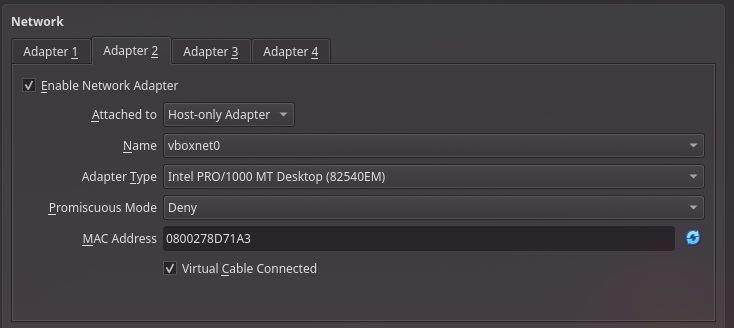 Network
Adapter 1 Adapter 2 Adapter 3 Adapter 4
Enable Network Adapter
Attached to Host-only Adapter
Name vboxnet0
Adapter Type Intel PRO/1000 MT Desktop (82540EM)
Promiscuous Mode Deny
MAC Address 0800278D71A3
Virtual Cable Connected